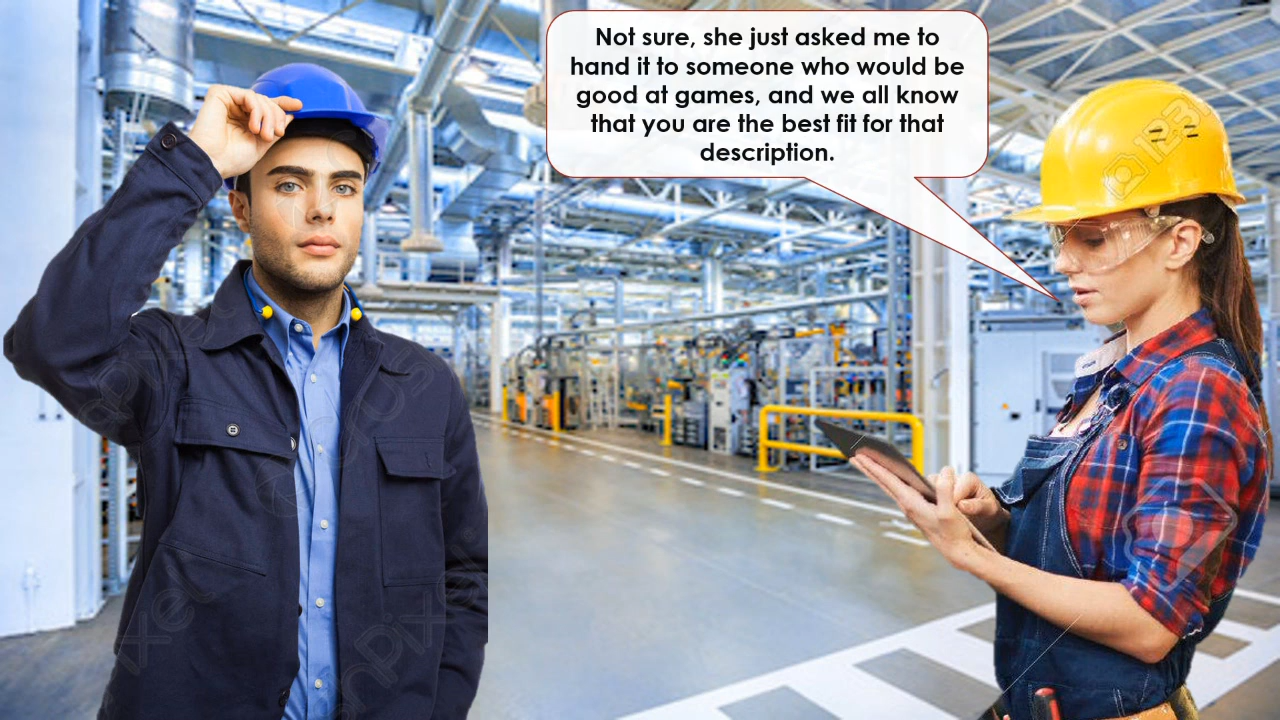 Not sure, she just asked me to
hand it to someone who would be
good at games, and we all know
that you are the best fit for that
description.